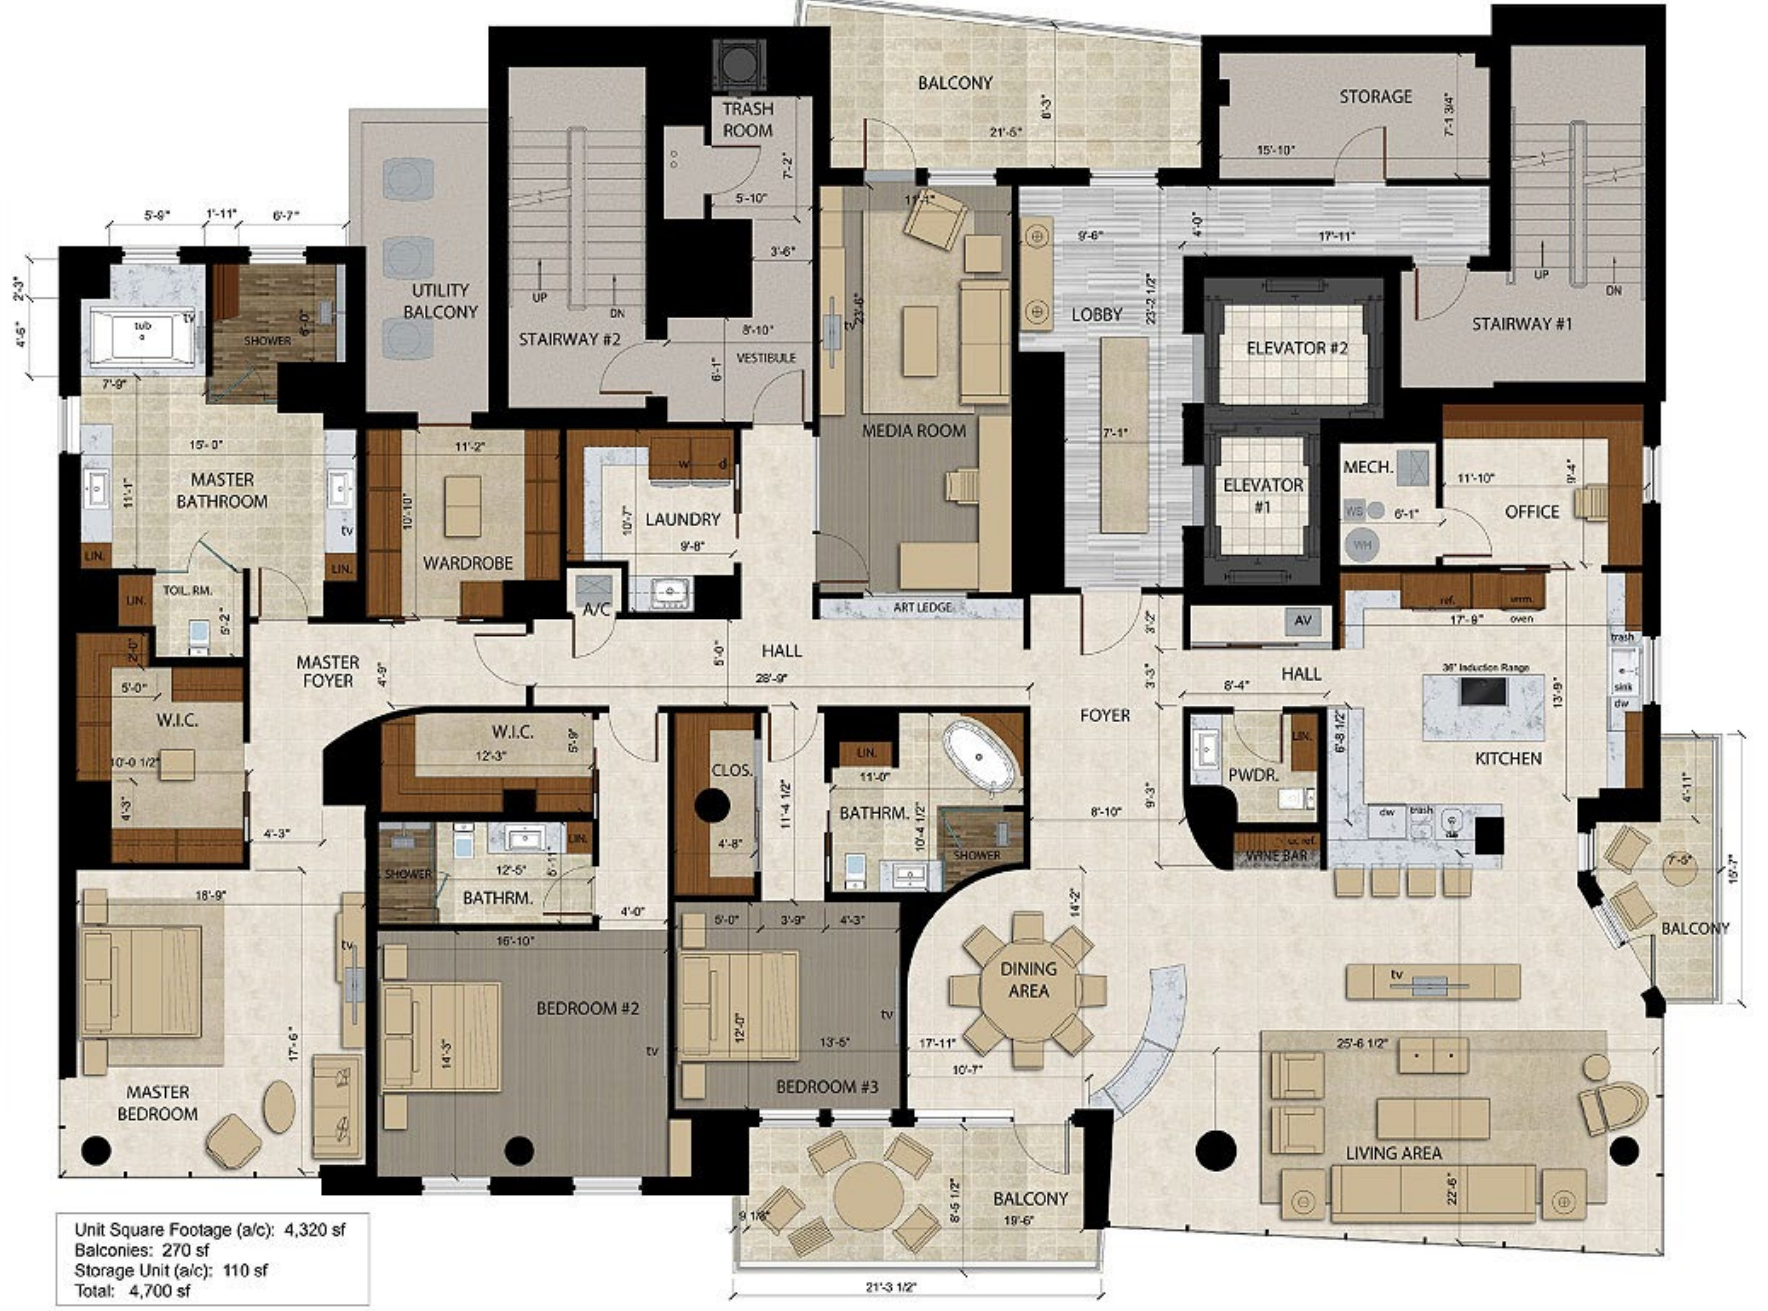 BALCONY
8'-3"
21'-5"
STORAGE
7'-1 3/4"
15'-10"
TRASH
ROOM
7'-2"
5'-10"
3'-6"
5'-9"
1'-11"
6'-7"
2'-3"
4'-6"
tub
tv
SHOWER
6'-0"
7'-9"
UTILITY
BALCONY
UP
DN
STAIRWAY #2
8'-10"
VESTIBULE
6'-1"
11'-1"
23'-6"
MEDIA ROOM
9'-6"
4'-0"
17'-11"
LOBBY
23'-2 1/2"
7'-1"
ELEVATOR #2
ELEVATOR
#1
UP
DN
STAIRWAY #1
15'-0"
MASTER
BATHROOM
11'-1"
tv
LIN.
LIN.
11'-2"
10'-10"
WARDROBE
w
d
LAUNDRY
10'-7"
9'-8"
MECH.
WS
6'-1"
WH
11'-10"
9'-4"
OFFICE
LIN.
TOIL. RM.
5'-2"
A/C
ART LEDGE
3'-2"
AV
ref.
oven
17'-8"
trash
MASTER
FOYER
4'-9"
5'-0"
HALL
28'-9"
3'-3"
HALL
8'-4"
36" Induction Range
sink
dw
13'-9"
KITCHEN
2'-0"
5'-0"
W.I.C.
10'-0 1/2"
4'-3"
4'-3"
W.I.C.
12'-3"
5'-9"
CLOS.
4'-8"
11'-4 1/2"
LIN.
11'-0"
BATHRM.
10'-4 1/2"
SHOWER
FOYER
8'-10"
9'-3"
LIN.
PWDR.
6'-8 1/2"
dw
trash
WINE BAR
SHOWER
LIN.
12'-5"
5'-11"
BATHRM.
4'-0"
4'-11"
7'-5"
15'-7"
BALCONY
18'-9"
tv
17'-6"
MASTER
BEDROOM
16'-10"
BEDROOM #2
14'-3"
tv
5'-0"
3'-9"
4'-3"
12'-0"
tv
13'-5"
BEDROOM #3
14'-2"
DINING
AREA
17'-11"
10'-7"
tv
25'-6 1/2"
LIVING AREA
22'-6"
9 1/8"
8'-5 1/2"
BALCONY
19'-6"
21'-3 1/2"
Unit Square Footage (a/c): 4,320 sf
Balconies: 270 sf
Storage Unit (a/c): 110 sf
Total: 4,700 sf